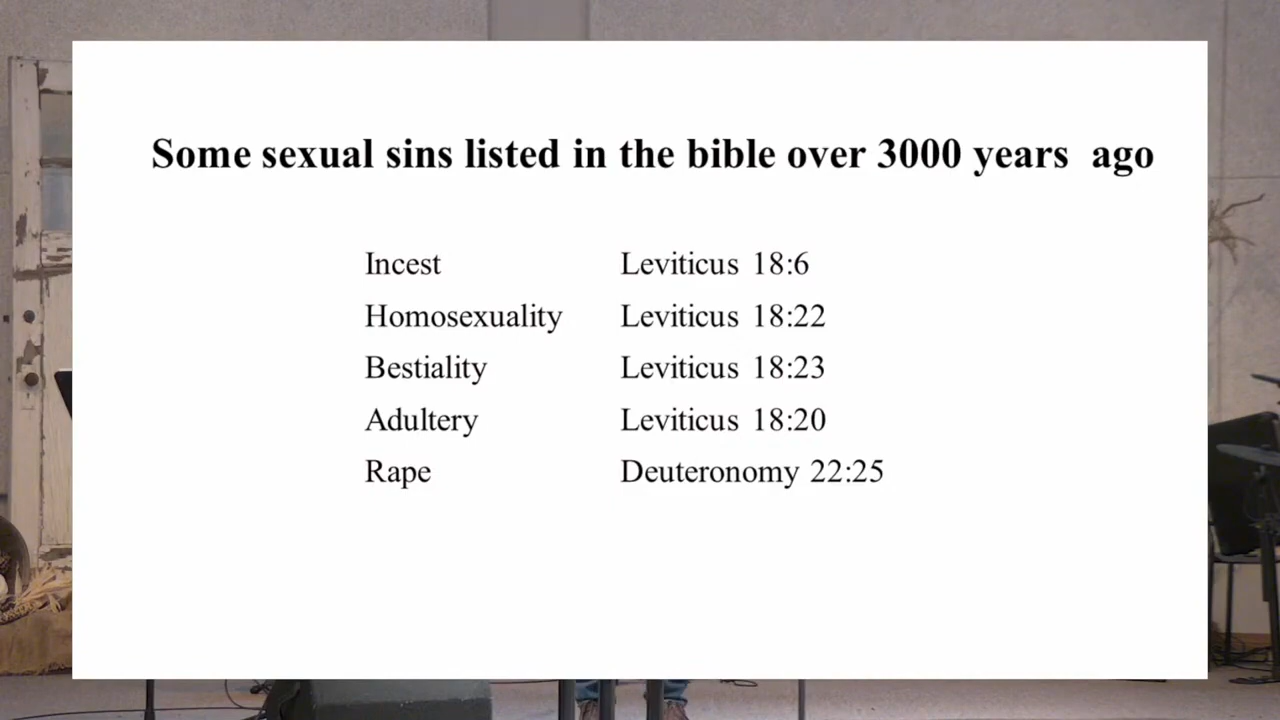 Some sexual sins listed in the bible over 3000 years ago
Incest Leviticus 18:6
Homosexuality Leviticus 18:22
Bestiality Leviticus 18:23
Adultery Leviticus 18:20
Rape Deuteronomy 22:25